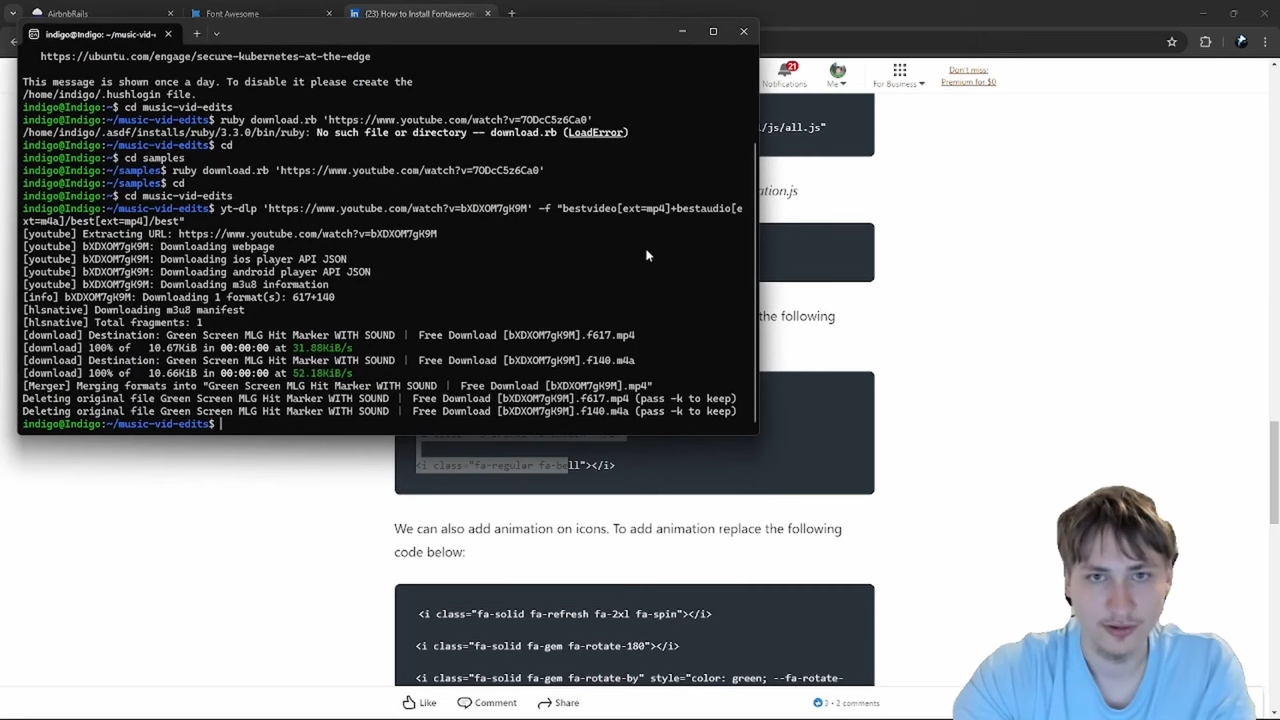 AirbnbRails
Font Awesome
(23) How to Install Fontawesome
indigo@Indigo: ~/music-vid-e
https://ubuntu.com/engage/secure-kubernetes-at-the-edge
This message is shown once a day. To disable it please create the
/home/indigo/.hushlogin file.
indigo@Indigo:~$ cd music-vid-edits
indigo@Indigo:~/music-vid-edits$ ruby download.rb 'https://www.youtube.com/watch?v=7ODcC5z6Ca0'
/home/indigo/.asdf/installs/ruby/3.3.0/bin/ruby: No such file or directory -- download.rb (LoadError)
indigo@Indigo:~/music-vid-edits$ cd
indigo@Indigo:~$ cd samples
indigo@Indigo:~/samples$ ruby download.rb 'https://www.youtube.com/watch?v=7ODcC5z6Ca0'
indigo@Indigo:~/samples$ cd
indigo@Indigo:~$ cd music-vid-edits
indigo@Indigo:~/music-vid-edits$ yt-dlp 'https://www.youtube.com/watch?v=bXDXOM7gK9M' -f "bestvideo[ext=mp4]+bestaudio[e
xt=m4a]/best[ext=mp4]/best"
[youtube] Extracting URL: https://www.youtube.com/watch?v=bXDXOM7gK9M
[youtube] bXDXOM7gK9M: Downloading webpage
[youtube] bXDXOM7gK9M: Downloading ios player API JSON
[youtube] bXDXOM7gK9M: Downloading android player API JSON
[youtube] bXDXOM7gK9M: Downloading m3u8 information
[info] bXDXOM7gK9M: Downloading 1 format(s): 617+140
[hlsnative] Downloading m3u8 manifest
[hlsnative] Total fragments: 1
[download] Destination: Green Screen MLG Hit Marker WITH SOUND | Free Download [bXDXOM7gK9M].f617.mp4
[download] 100% of 10.67KiB in 00:00:00 at 31.88KiB/s
[download] Destination: Green Screen MLG Hit Marker WITH SOUND | Free Download [bXDXOM7gK9M].f140.m4a
[download] 100% of 10.66KiB in 00:00:00 at 52.18KiB/s
[Merger] Merging formats into "Green Screen MLG Hit Marker WITH SOUND | Free Download [bXDXOM7gK9M].mp4"
Deleting original file Green Screen MLG Hit Marker WITH SOUND | Free Download [bXDXOM7gK9M].f617.mp4 (pass -k to keep)
Deleting original file Green Screen MLG Hit Marker WITH SOUND | Free Download [bXDXOM7gK9M].f140.m4a (pass -k to keep)
indigo@Indigo:~/music-vid-edits$
21
Notifications
Me
For Business
Don't miss:
Premium for $0
l/js/all.js"
ation.js
the following
<i class="fa-regular fa-bell"></i>
We can also add animation on icons. To add animation replace the following
code below:
<i class="fa-solid fa-refresh fa-2xl fa-spin"></i>
<i class="fa-solid fa-gem fa-rotate-180"></i>
<i class="fa-solid fa-gem fa-rotate-by" style="color: green; --fa-rotate-
Like
Comment
Share
3 • 2 comments